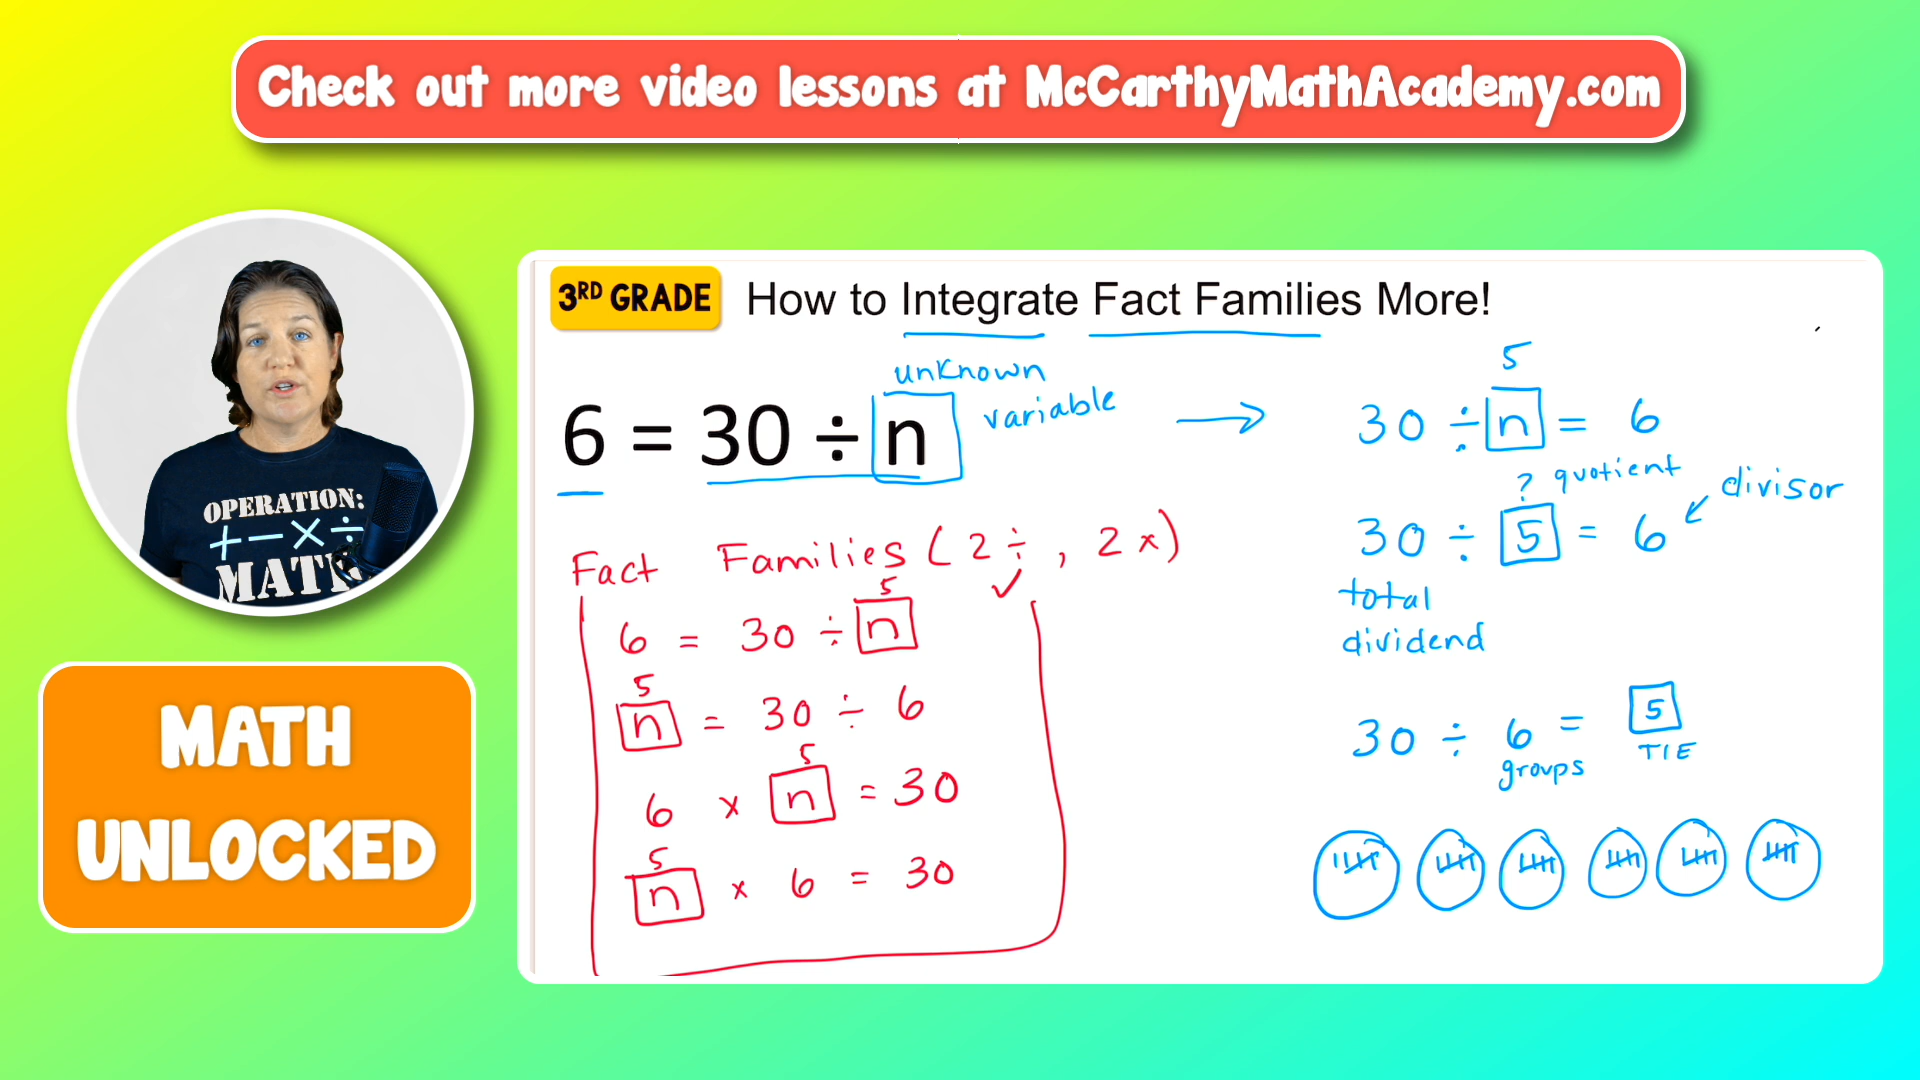 Check out more video lessons at McCarthyMathAcademy.com
3RD GRADE How to Integrate Fact Families More!
unknown
variable
6 = 30 ÷ n
Fact Families (2÷, 2×)
✓
5
6 = 30 ÷ n
5
n = 30 ÷ 6
5
6 × n = 30
5
n × 6 = 30
→
5
30 ÷ n = 6
? quotient
divisor
30 ÷ 5 = 6
total
dividend
30 ÷ 6 = 5
groups TIE
OPERATION:
+ − × ÷
MATH
MATH
UNLOCKED